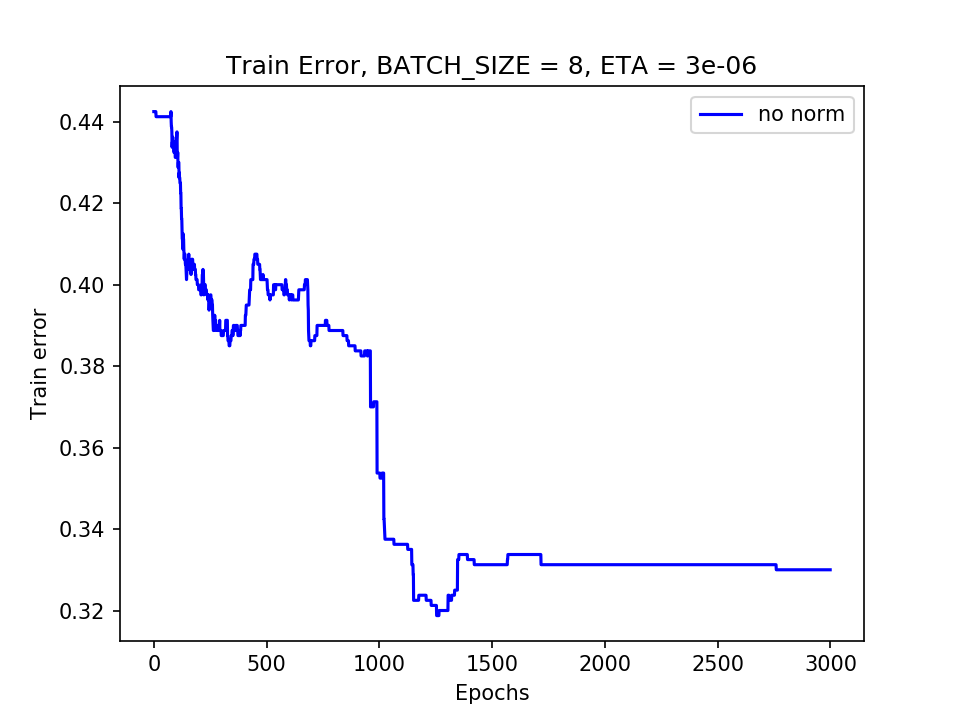 Train Error, BATCH_SIZE = 8, ETA = 3e-06
no norm
0.44
0.42
0.40
0.38
0.36
0.34
0.32
Train error
0 500 1000 1500 2000 2500 3000
Epochs